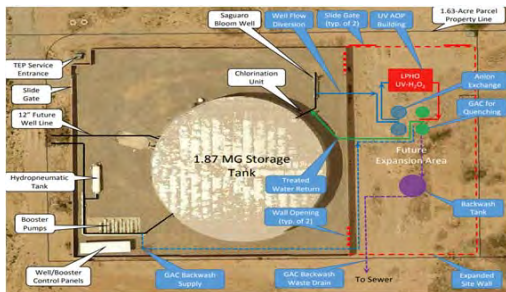 Saguaro
Bloom Well
Well Flow
Diversion
Slide Gate
(typ. of 2)
UV AOP
Building
1.63-Acre Parcel
Property Line
TEP Service
Entrance
Chlorination
Unit
LPHO
UV-H₂O₂
Anion
Exchange
Slide
Gate
GAC for
Quenching
12" Future
Well Line
1.87 MG Storage
Tank
Future
Expansion Area
Hydropneumatic
Tank
Treated
Water Return
Backwash
Tank
Booster
Pumps
Wall Opening
(typ. of 2)
Well/Booster
Control Panels
GAC Backwash
Supply
GAC Backwash
Waste Drain
To Sewer
Expanded
Site Wall